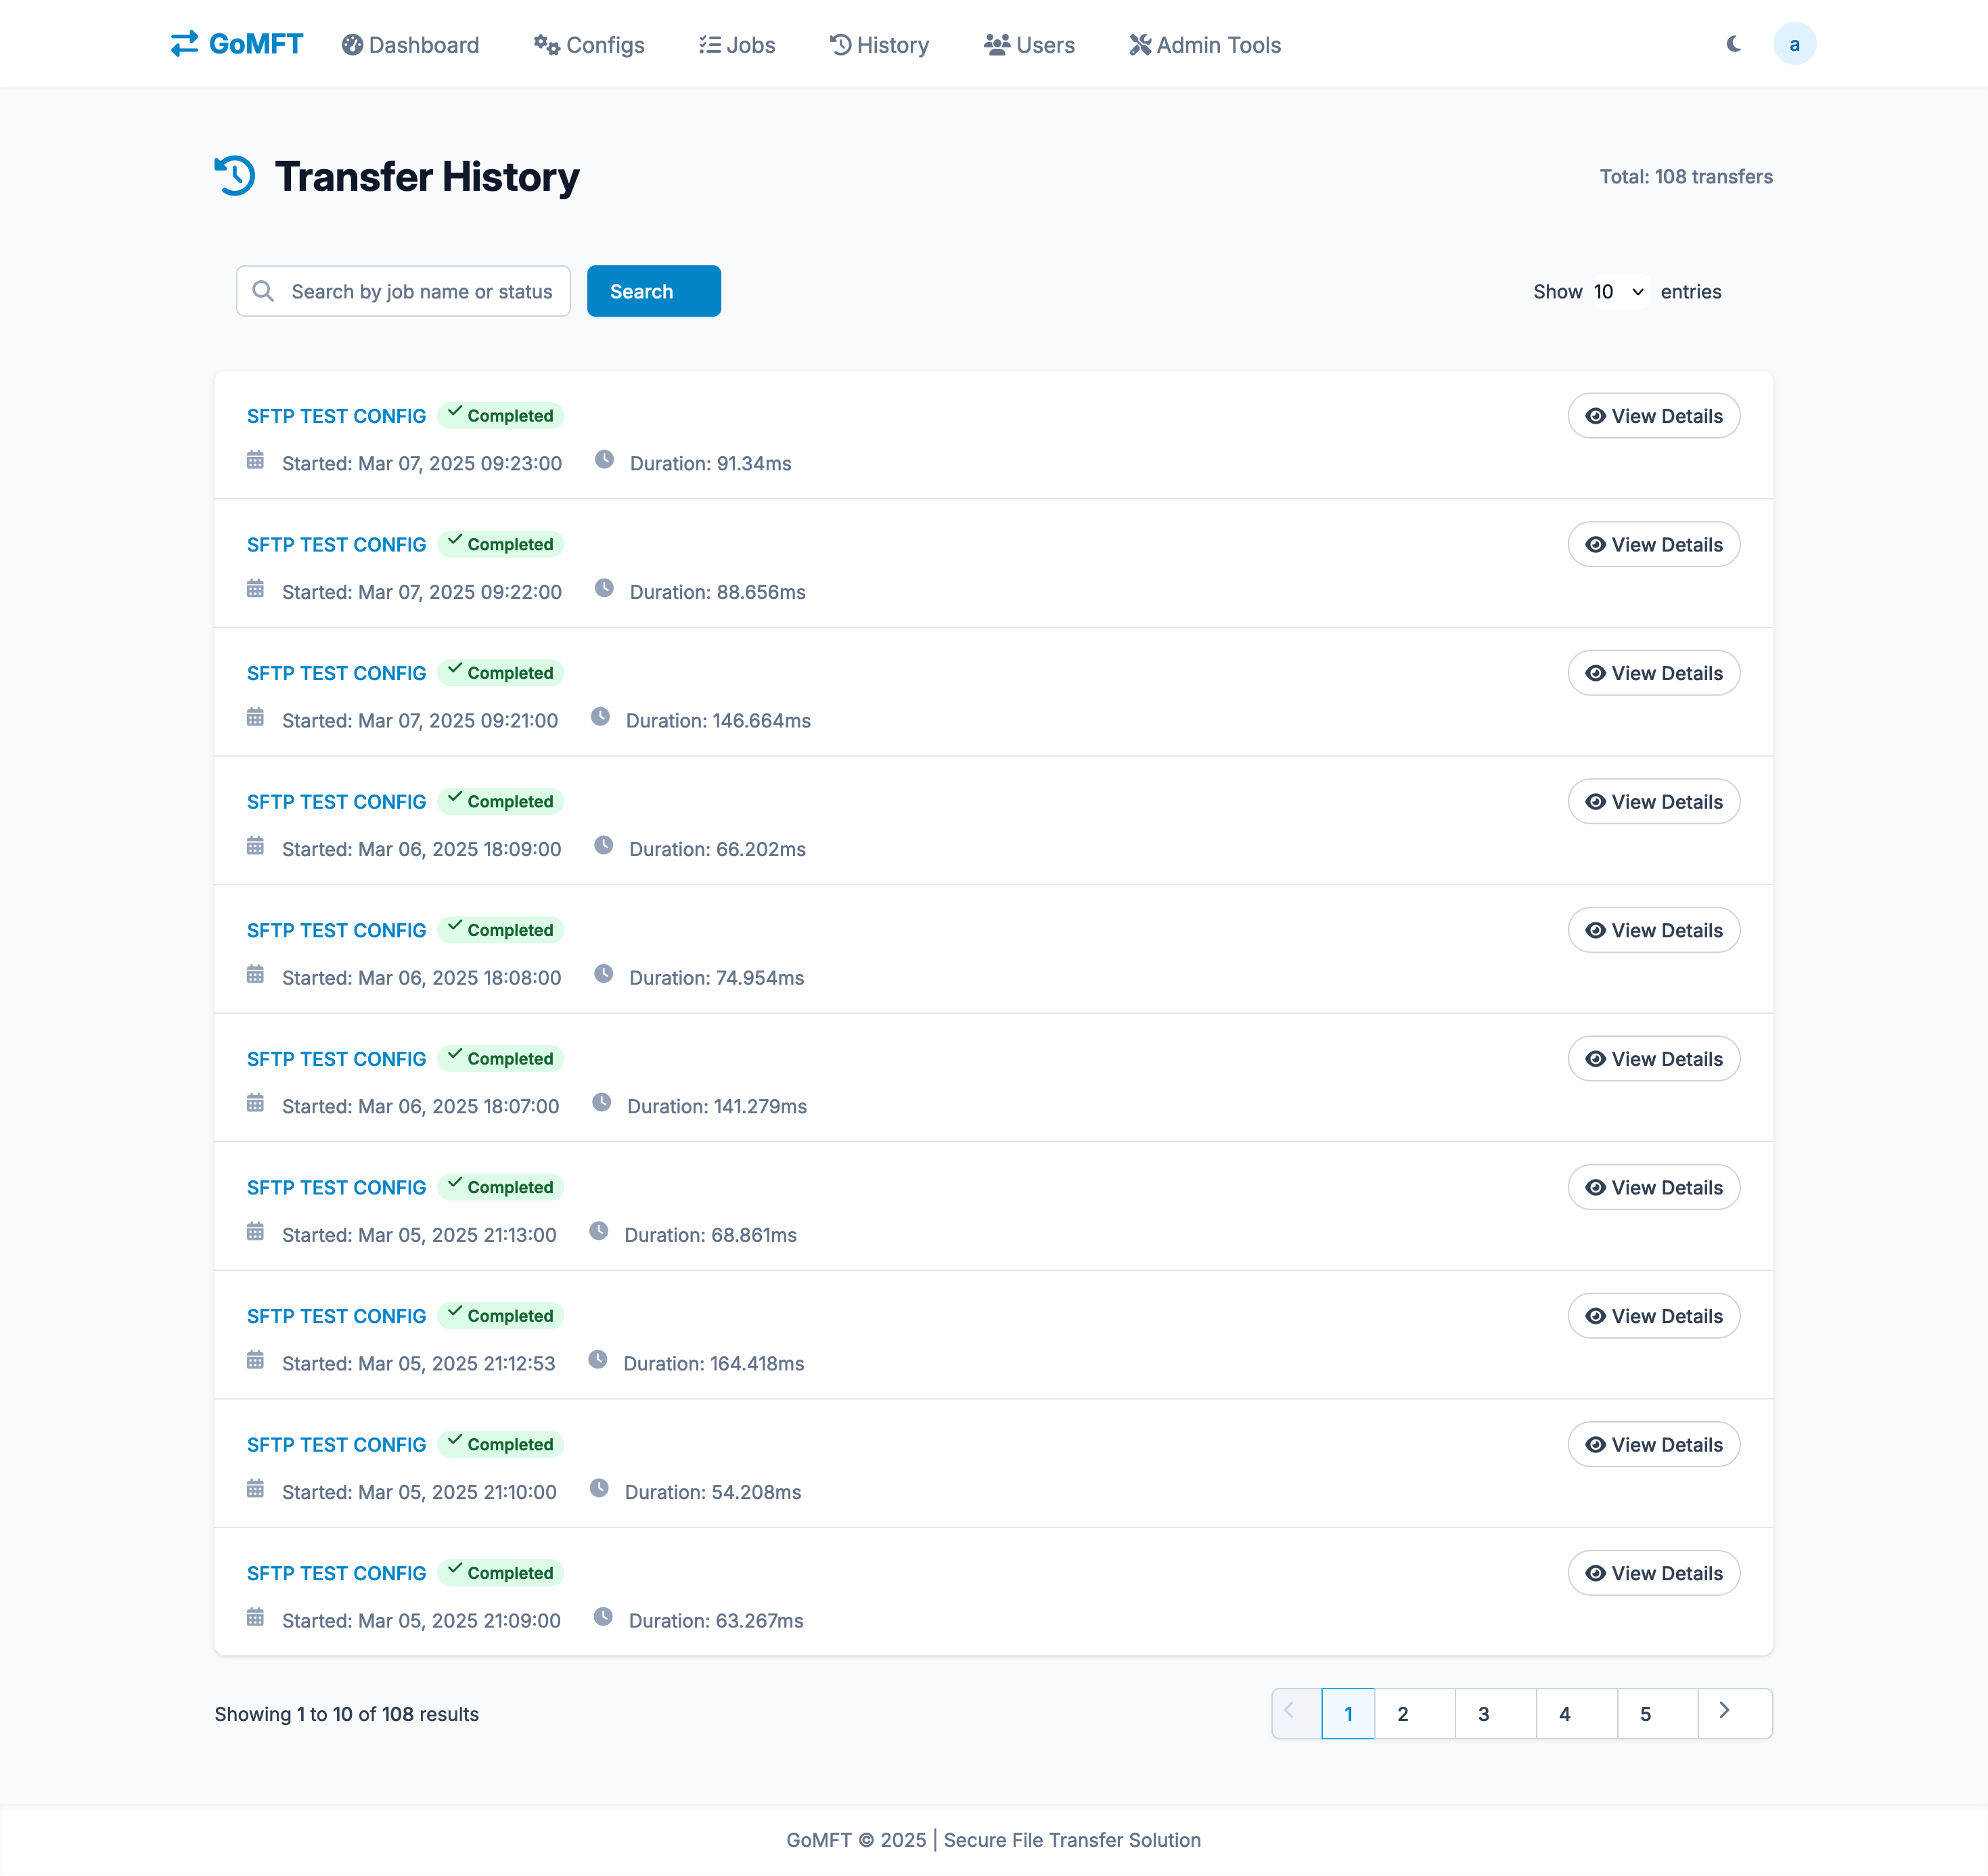 GoMFT Dashboard Configs Jobs History Users Admin Tools a
Transfer History Total: 108 transfers
Search by job name or status Search Show 10 entries
SFTP TEST CONFIG Completed View Details
Started: Mar 07, 2025 09:23:00 Duration: 91.34ms
SFTP TEST CONFIG Completed View Details
Started: Mar 07, 2025 09:22:00 Duration: 88.656ms
SFTP TEST CONFIG Completed View Details
Started: Mar 07, 2025 09:21:00 Duration: 146.664ms
SFTP TEST CONFIG Completed View Details
Started: Mar 06, 2025 18:09:00 Duration: 66.202ms
SFTP TEST CONFIG Completed View Details
Started: Mar 06, 2025 18:08:00 Duration: 74.954ms
SFTP TEST CONFIG Completed View Details
Started: Mar 06, 2025 18:07:00 Duration: 141.279ms
SFTP TEST CONFIG Completed View Details
Started: Mar 05, 2025 21:13:00 Duration: 68.861ms
SFTP TEST CONFIG Completed View Details
Started: Mar 05, 2025 21:12:53 Duration: 164.418ms
SFTP TEST CONFIG Completed View Details
Started: Mar 05, 2025 21:10:00 Duration: 54.208ms
SFTP TEST CONFIG Completed View Details
Started: Mar 05, 2025 21:09:00 Duration: 63.267ms
Showing 1 to 10 of 108 results 1 2 3 4 5
GoMFT © 2025 | Secure File Transfer Solution